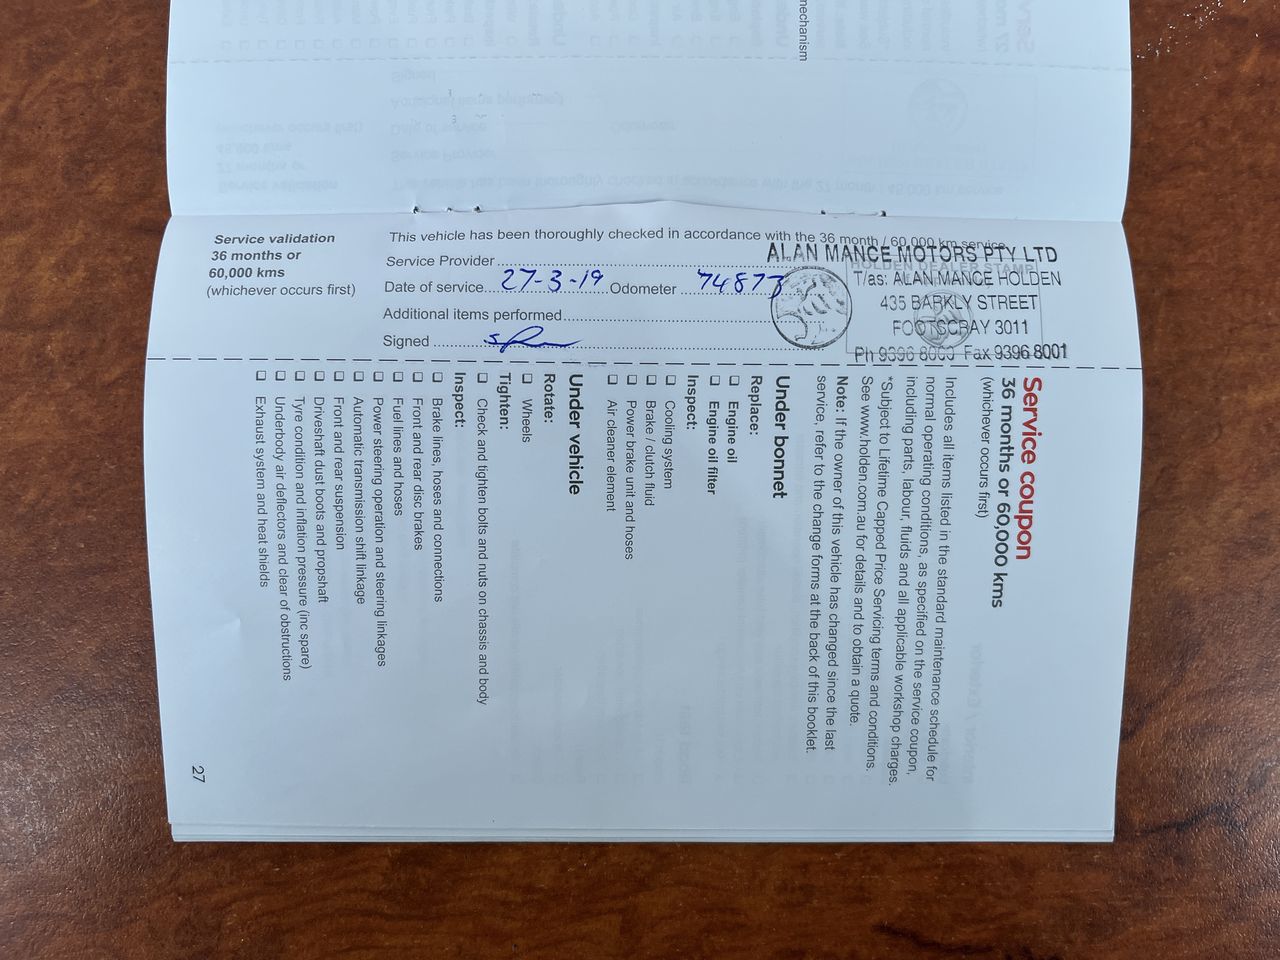 mechanism
Service validation
36 months or
60,000 kms
(whichever occurs first)
This vehicle has been thoroughly checked in accordance with the 36 month / 60,000 km service
Service Provider
Date of service 27-3-19 Odometer 74873
Additional items performed
Signed
ALAN MANCE MOTORS PTY LTD
HOLDEN DEALER STAMP
T/as: ALAN MANCE HOLDEN
435 BARKLY STREET
FOOTSCRAY 3011
Ph 9396 8000 Fax 9396 8001
Service coupon
36 months or 60,000 kms
(whichever occurs first)
Includes all items listed in the standard maintenance schedule for
normal operating conditions, as specified on the service coupon,
including parts, labour, fluids and all applicable workshop charges.
*Subject to Lifetime Capped Price Servicing terms and conditions.
See www.holden.com.au for details and to obtain a quote.
Note: If the owner of this vehicle has changed since the last
service, refer to the change forms at the back of this booklet.
Under bonnet
Replace:
Engine oil
Engine oil filter
Inspect:
Cooling system
Brake / clutch fluid
Power brake unit and hoses
Air cleaner element
Under vehicle
Rotate:
Wheels
Tighten:
Check and tighten bolts and nuts on chassis and body
Inspect:
Brake lines, hoses and connections
Front and rear disc brakes
Fuel lines and hoses
Power steering operation and steering linkages
Automatic transmission shift linkage
Front and rear suspension
Driveshaft dust boots and propshaft
Tyre condition and inflation pressure (inc spare)
Underbody air deflectors and clear of obstructions
Exhaust system and heat shields
27